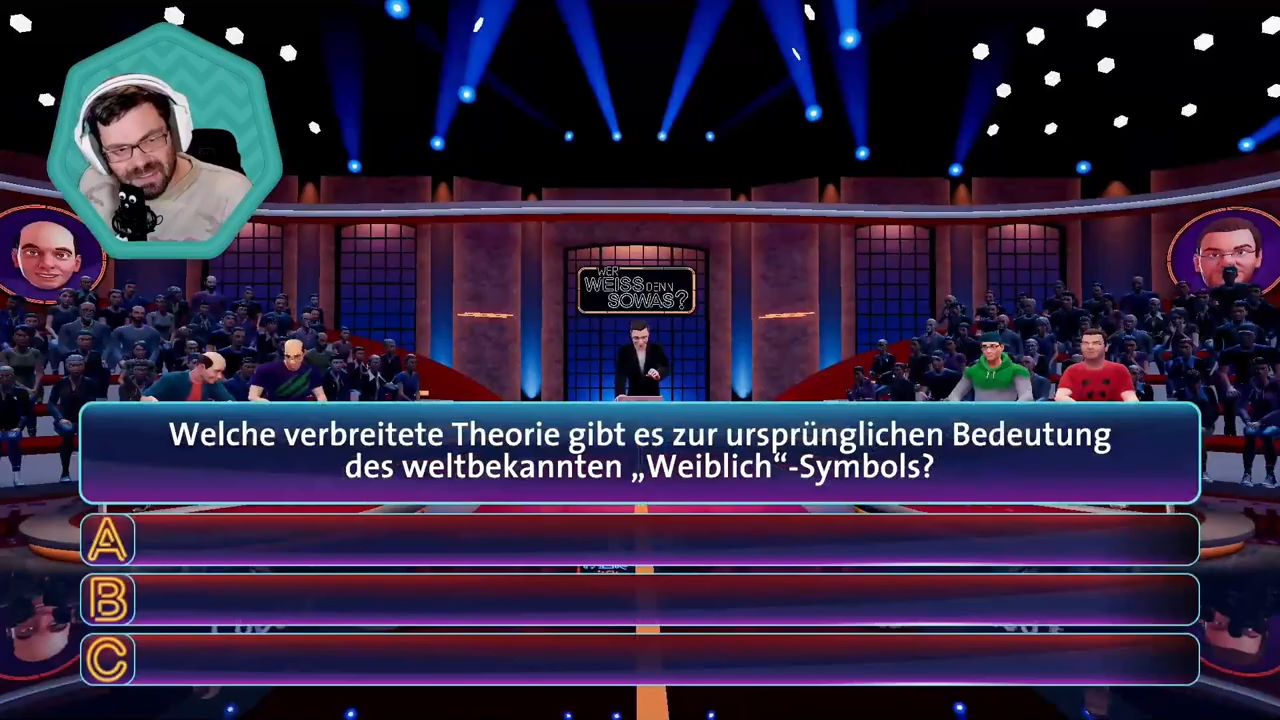 WER
WEISS DENN
SOWAS?
Welche verbreitete Theorie gibt es zur ursprünglichen Bedeutung
des weltbekannten „Weiblich“-Symbols?
A
B
C